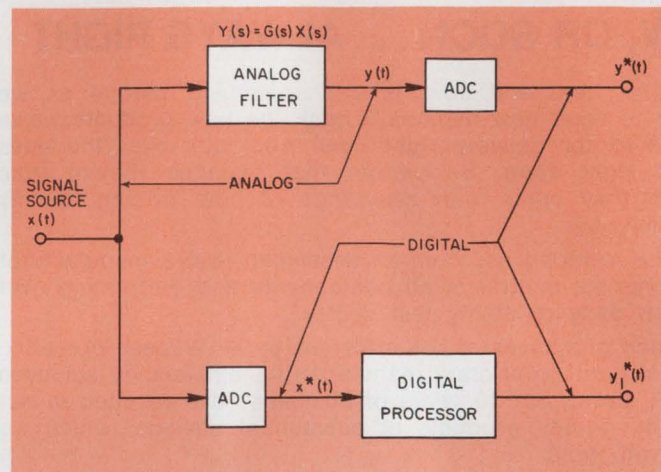 Y(s) = G(s) X(s)
ANALOG
FILTER
y(t)
ADC
y*(t)
ANALOG
SIGNAL
SOURCE
x(t)
DIGITAL
ADC
x*(t)
DIGITAL
PROCESSOR
y₁*(t)